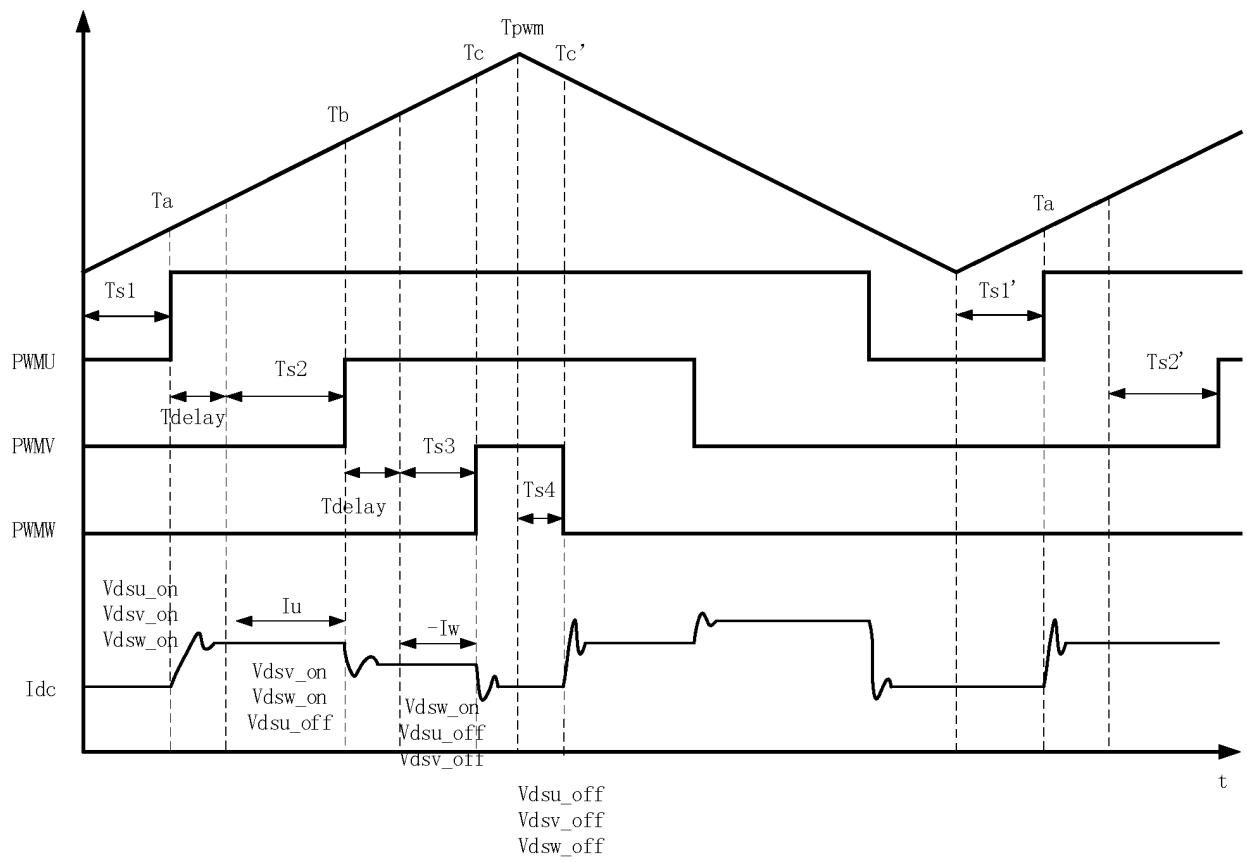 Tpwm
Tc
Tc’
Tb
Ta
Ta
Ts1
Ts1’
PWMU
Ts2
Ts2’
Tdelay
PWMV
Ts3
Tdelay
Ts4
PWMW
Vdsu_on
Vdsv_on
Vdsw_on
Iu
-Iw
Vdsv_on
Vdsw_on
Vdsu_off
Idc
Vdsw_on
Vdsu_off
Vdsv_off
t
Vdsu_off
Vdsv_off
Vdsw_off